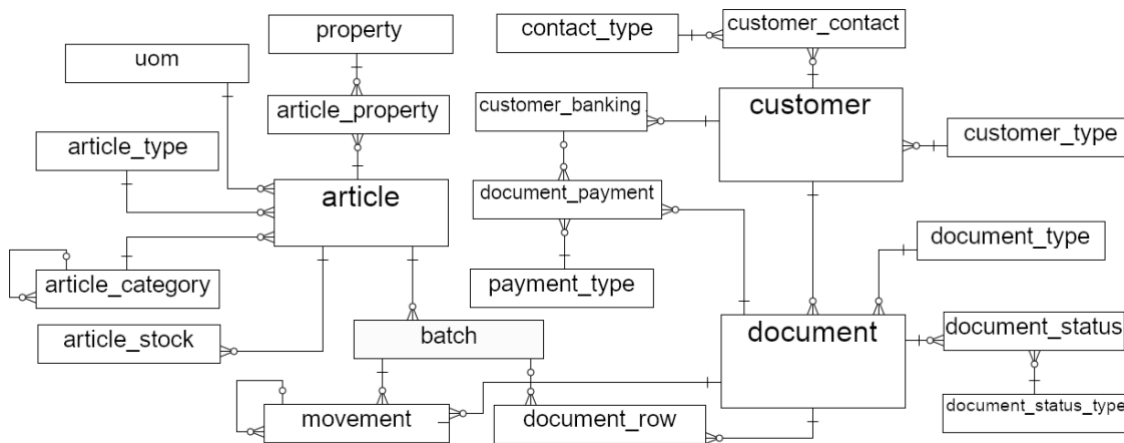 property
contact_type
customer_contact
uom
customer_banking
customer
article_property
article_type
customer_type
article
document_payment
document_type
article_category
payment_type
article_stock
batch
document
document_status
movement
document_row
document_status_type